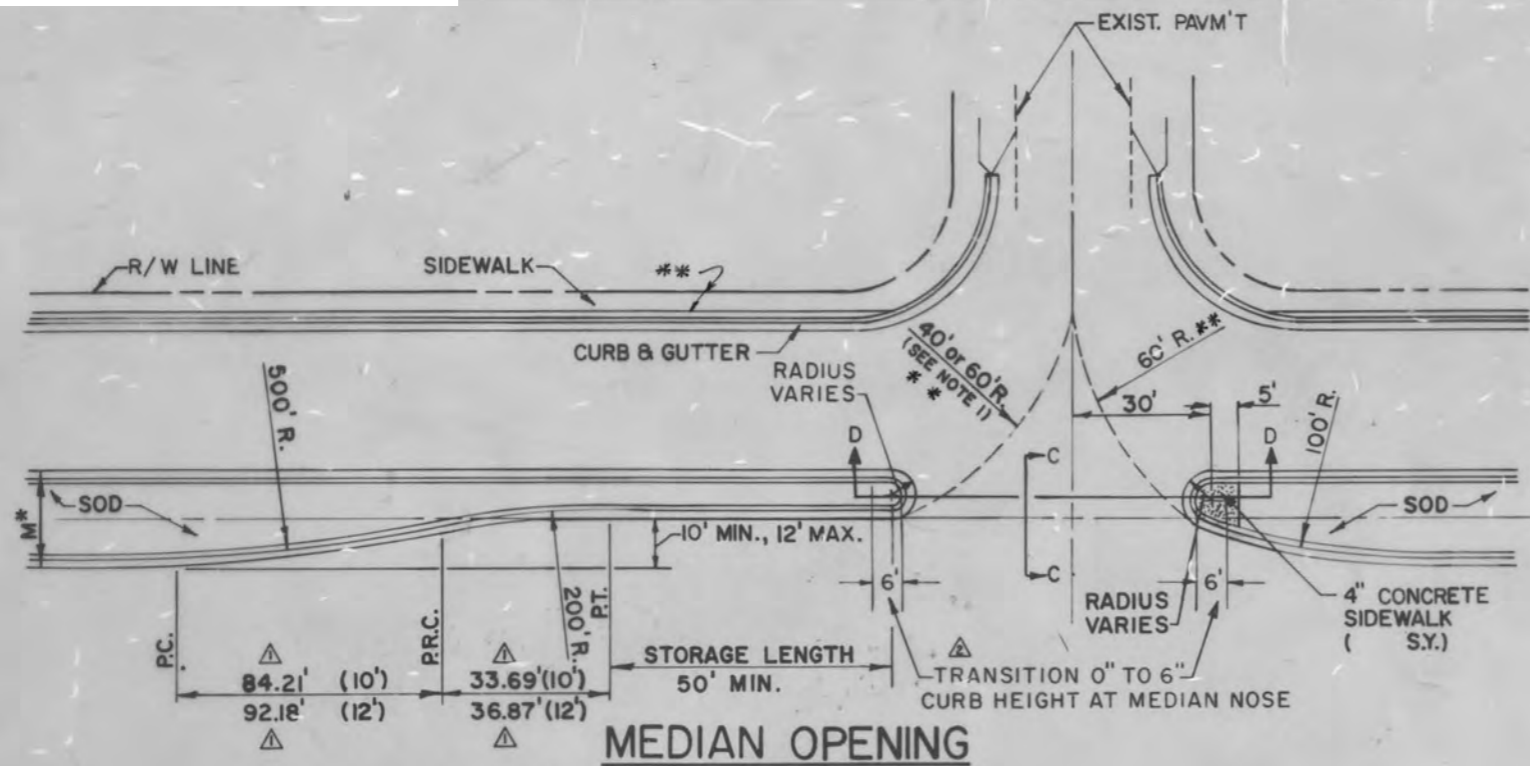 EXIST. PAVM'T
R/W LINE
SIDEWALK
**
CURB & GUTTER
40' or 60'R.
(SEE NOTE 1)
**
60' R. **
RADIUS
VARIES
500' R.
30'
5'
100' R.
D
D
C
C
M*
SOD
SOD
10' MIN., 12' MAX.
6'
6'
RADIUS
VARIES
4" CONCRETE
SIDEWALK
( S.Y.)
P.C.
P.R.C.
200' R.
P.T.
STORAGE LENGTH
50' MIN.
1
84.21' (10')
92.18' (12')
1
1
33.69'(10')
36.87'(12')
1
2
TRANSITION 0" TO 6"
CURB HEIGHT AT MEDIAN NOSE
MEDIAN OPENING